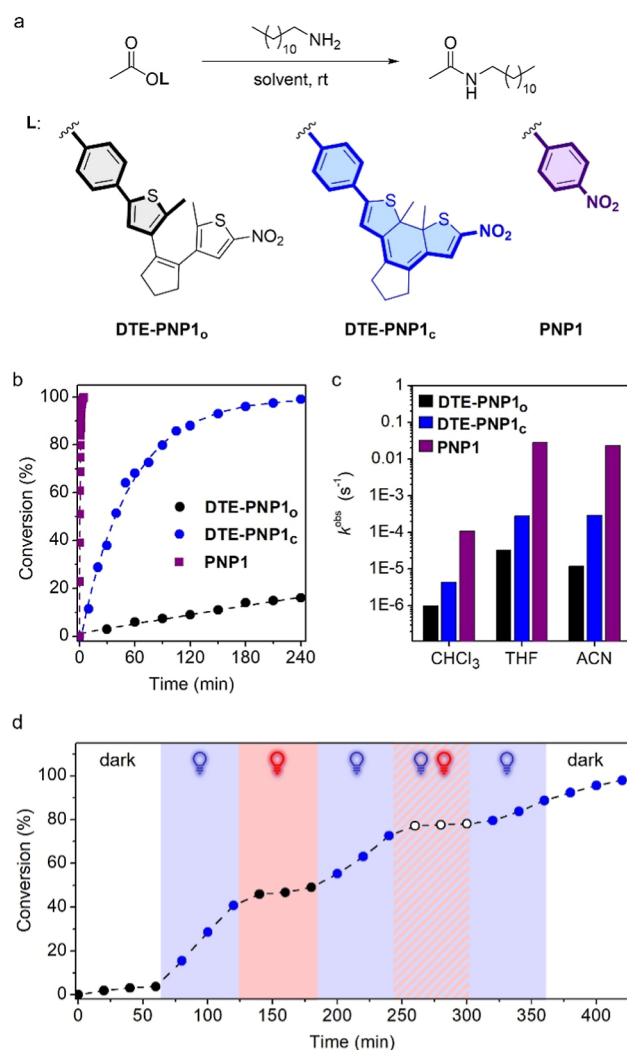 a
O
OL
( )10 NH2
solvent, rt
O
N
H
( )10
L:
S
S
NO2
S
S
NO2
NO2
DTE-PNP1o
DTE-PNP1c
PNP1
b
Conversion (%)
100
80
60
40
20
0
DTE-PNP1o
DTE-PNP1c
PNP1
0 60 120 180 240
Time (min)
c
kobs (s-1)
1
0.1
0.01
1E-3
1E-4
1E-5
1E-6
DTE-PNP1o
DTE-PNP1c
PNP1
CHCl3 THF ACN
d
Conversion (%)
dark
dark
100
80
60
40
20
0
0 50 100 150 200 250 300 350 400
Time (min)